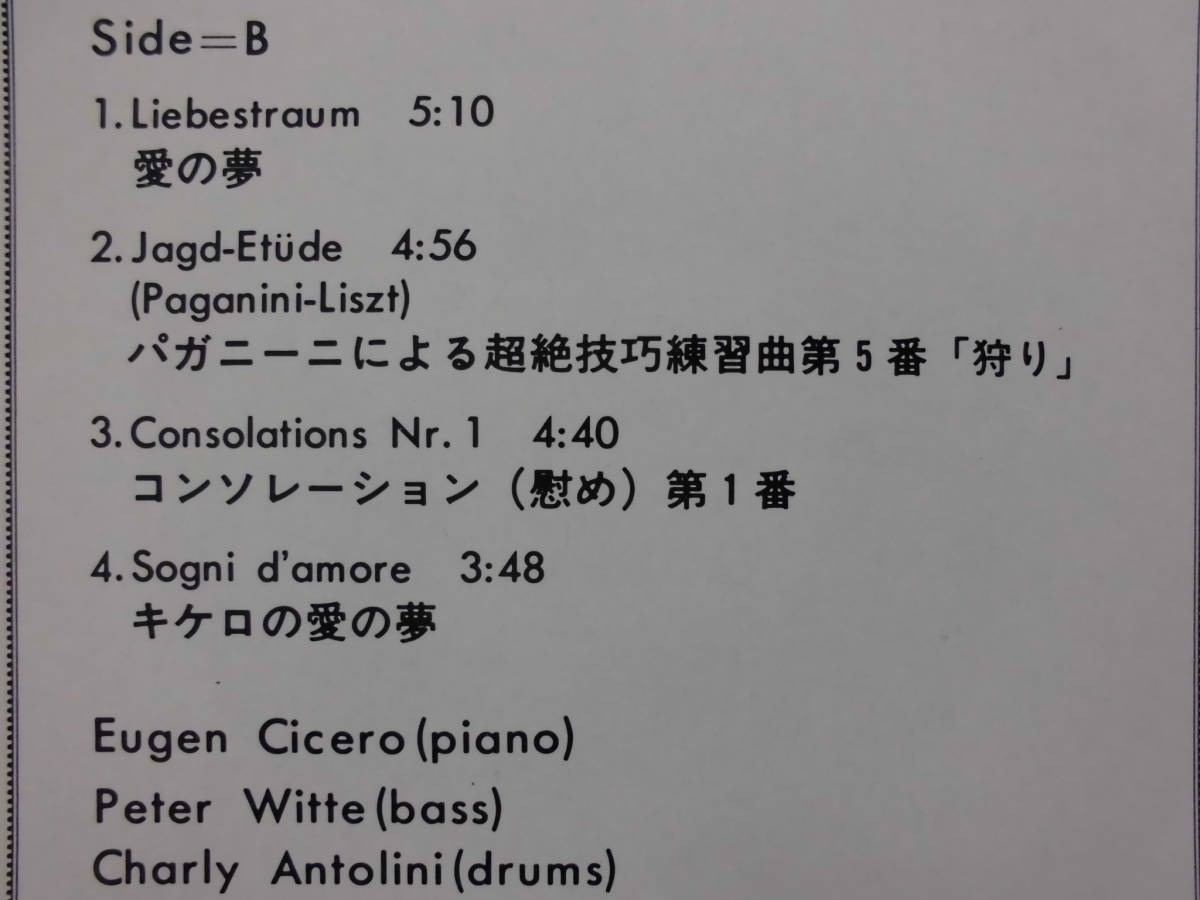 Side=B
1. Liebestraum 5:10
愛の夢
2. Jagd-Etüde 4:56
(Paganini-Liszt)
パガニーニによる超絶技巧練習曲第5番「狩り」
3. Consolations Nr. 1 4:40
コンソレーション（慰め）第1番
4. Sogni d'amore 3:48
キケロの愛の夢
Eugen Cicero (piano)
Peter Witte (bass)
Charly Antolini (drums)